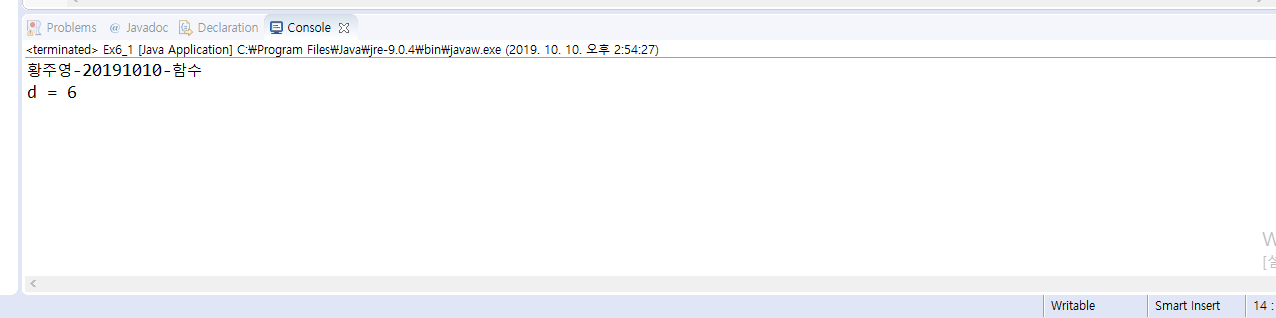 Problems @ Javadoc Declaration Console
<terminated> Ex6_1 [Java Application] C:₩Program Files₩Java₩jre-9.0.4₩bin₩javaw.exe (2019. 10. 10. 오후 2:54:27)
황주영-20191010-함수
d = 6
Writable Smart Insert 14 :